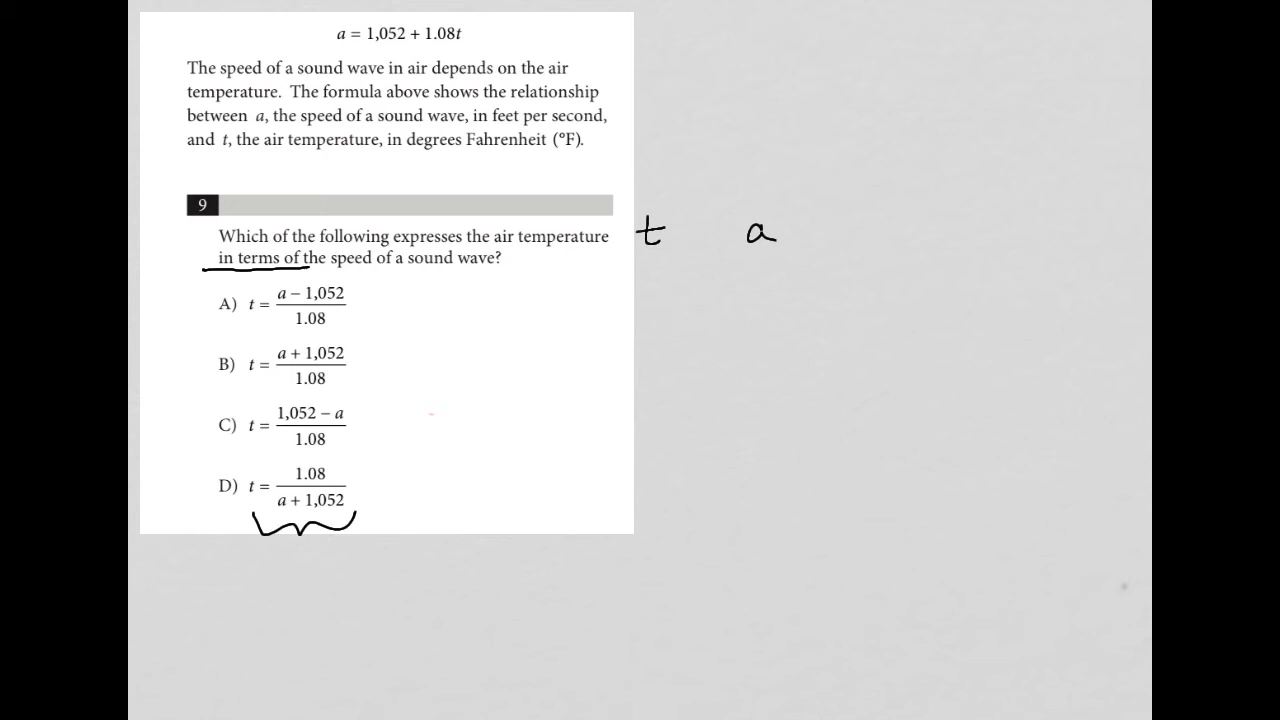 a = 1,052 + 1.08t
The speed of a sound wave in air depends on the air
temperature. The formula above shows the relationship
between a, the speed of a sound wave, in feet per second,
and t, the air temperature, in degrees Fahrenheit (°F).
9
Which of the following expresses the air temperature
in terms of the speed of a sound wave?
t a
A) t = a − 1,052
1.08
B) t = a + 1,052
1.08
C) t = 1,052 − a
1.08
D) t = 1.08
a + 1,052